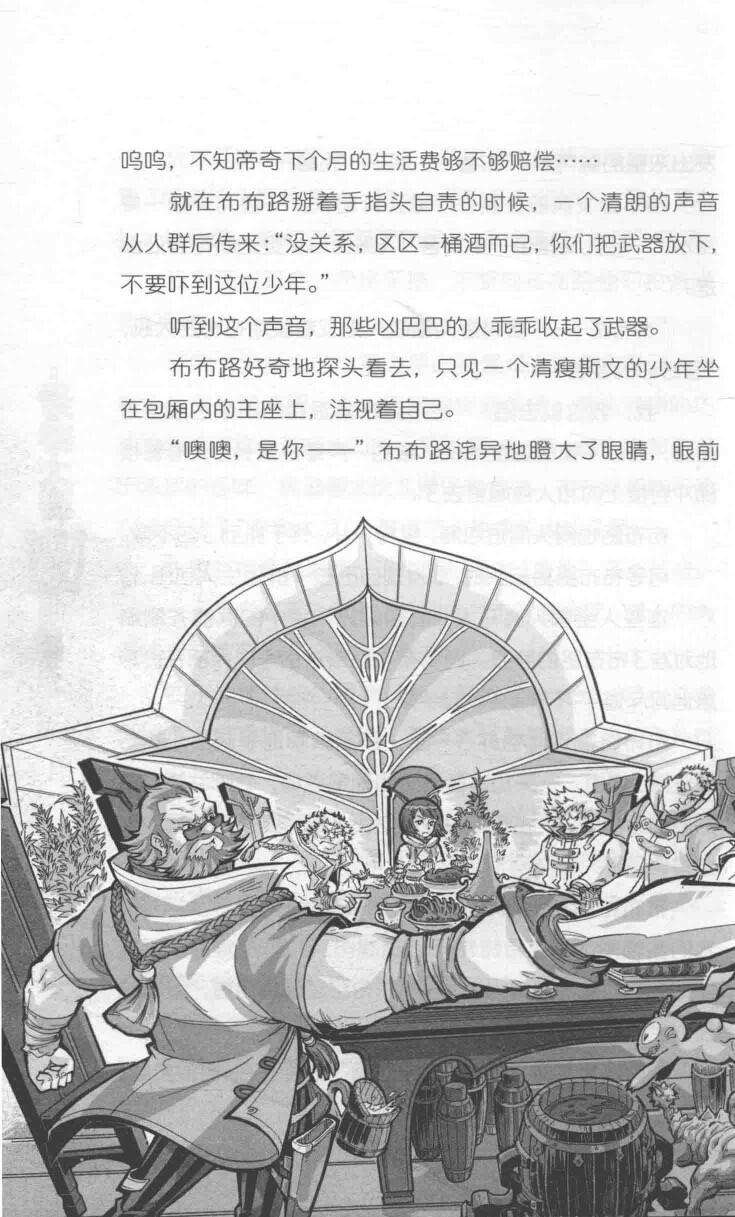 呜呜，不知帝奇下个月的生活费够不够赔偿……
就在布布路掰着手指头自责的时候，一个清朗的声音
从人群后传来：“没关系，区区一桶酒而已，你们把武器放下，
不要吓到这位少年。”
听到这个声音，那些凶巴巴的人乖乖收起了武器。
布布路好奇地探头看去，只见一个清瘦斯文的少年坐
在包厢内的主座上，注视着自己。
“噢噢，是你——”布布路诧异地瞪大了眼睛，眼前